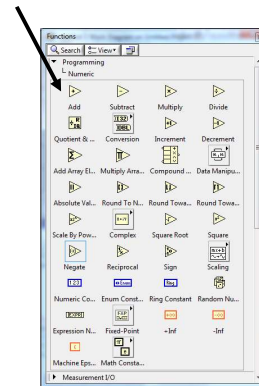 Functions
Search View
Programming
Numeric
Add Subtract Multiply Divide
Quotient & ... Conversion Increment Decrement
Add Array El... Multiply Arra... Compound ... Data Manipu...
Absolute Val... Round To N... Round Towa... Round Towa...
Scale By Pow... Complex Square Root Square
Negate Reciprocal Sign Scaling
Numeric Co... Enum Const... Ring Constant Random Nu...
Expression N... Fixed-Point +Inf -Inf
Machine Eps... Math Consta...
Measurement I/O